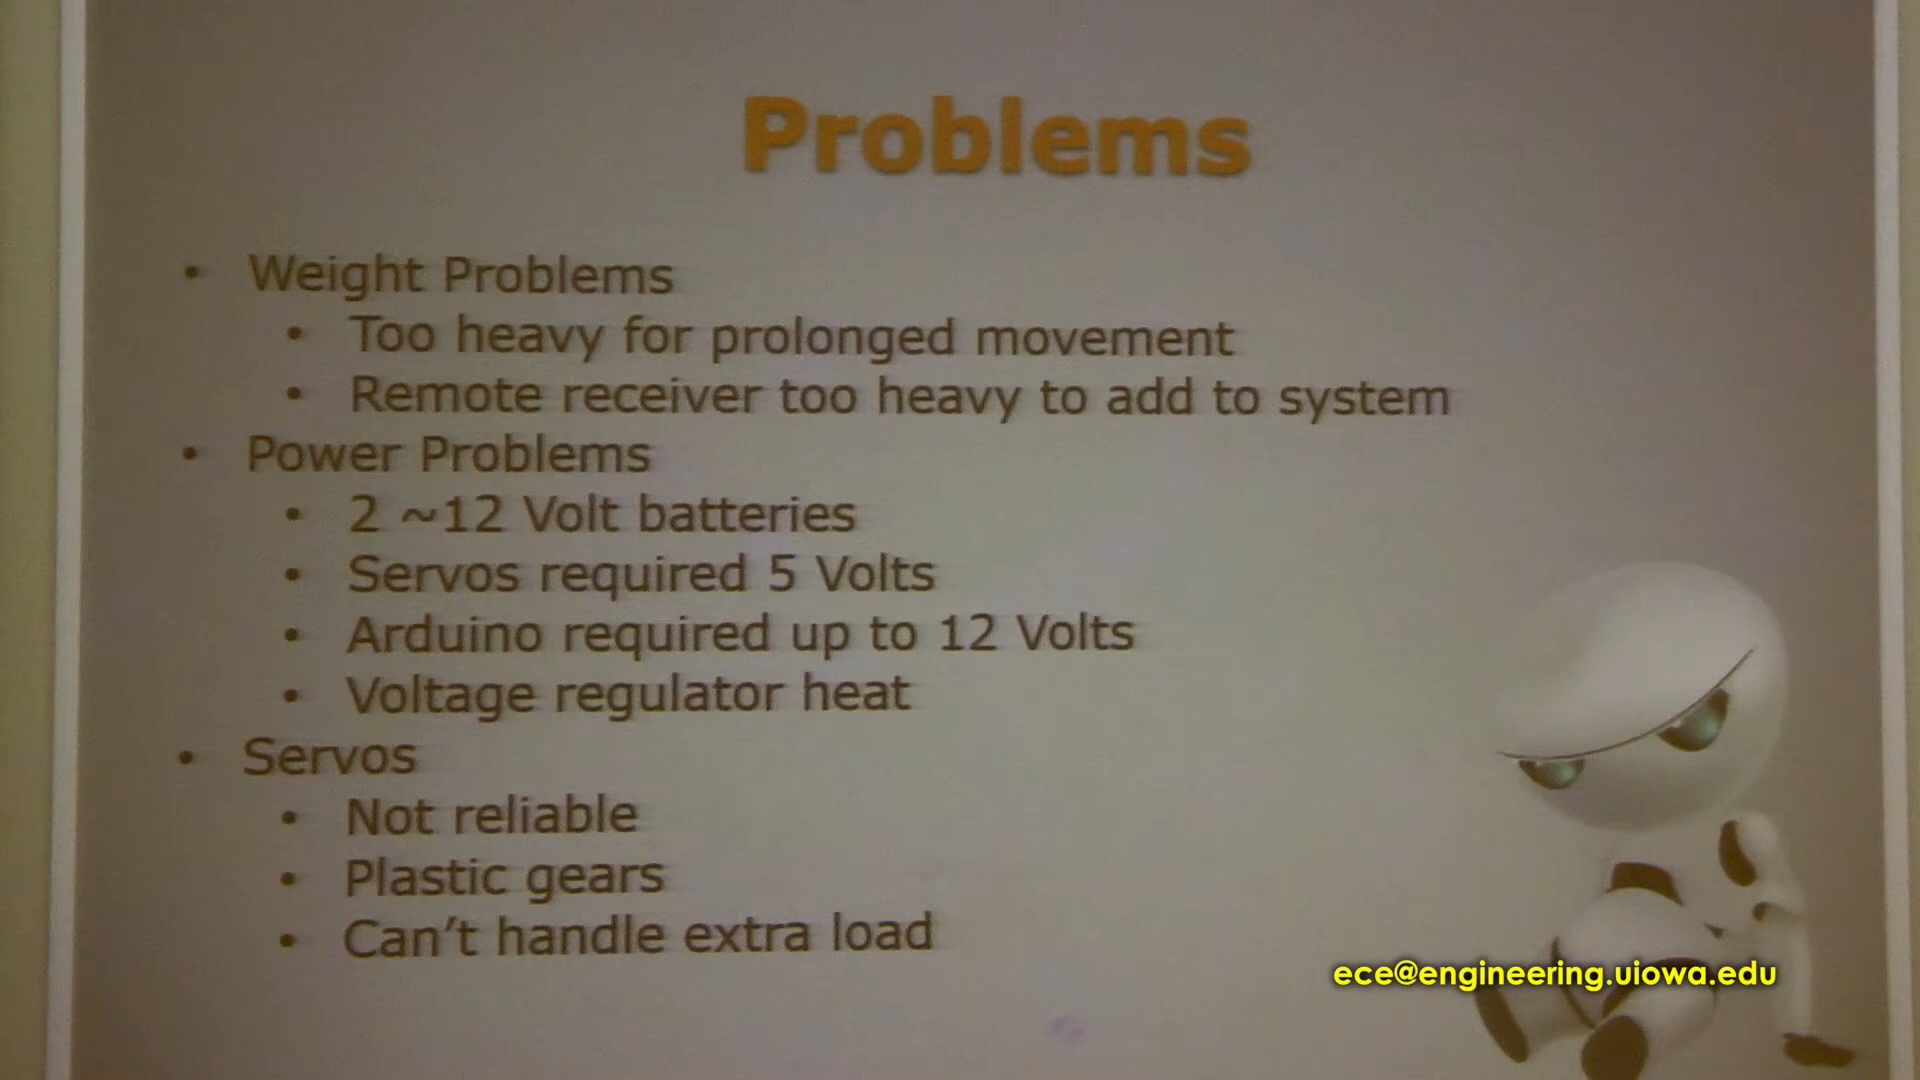 Problems
• Weight Problems
• Too heavy for prolonged movement
• Remote receiver too heavy to add to system
• Power Problems
• 2 ~12 Volt batteries
• Servos required 5 Volts
• Arduino required up to 12 Volts
• Voltage regulator heat
• Servos
• Not reliable
• Plastic gears
• Can't handle extra load
ece@engineering.uiowa.edu